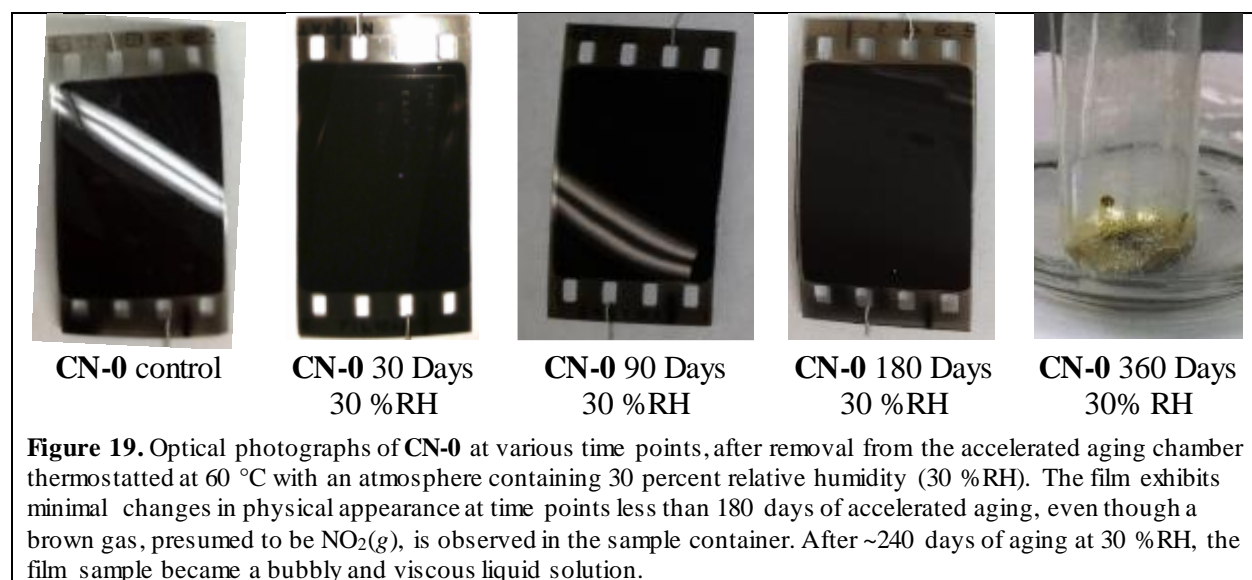 CN-0 control
CN-0 30 Days
30 %RH
CN-0 90 Days
30 %RH
CN-0 180 Days
30 %RH
CN-0 360 Days
30% RH
Figure 19. Optical photographs of CN-0 at various time points, after removal from the accelerated aging chamber
thermostatted at 60 °C with an atmosphere containing 30 percent relative humidity (30 %RH). The film exhibits
minimal changes in physical appearance at time points less than 180 days of accelerated aging, even though a
brown gas, presumed to be NO₂(g), is observed in the sample container. After ~240 days of aging at 30 %RH, the
film sample became a bubbly and viscous liquid solution.